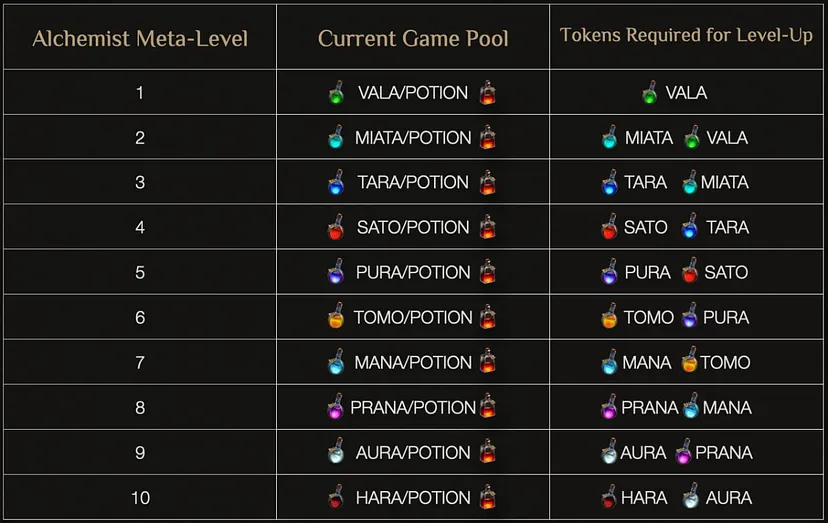 Alchemist Meta-Level Current Game Pool Tokens Required for Level-Up
1 VALA/POTION VALA
2 MIATA/POTION MIATA VALA
3 TARA/POTION TARA MIATA
4 SATO/POTION SATO TARA
5 PURA/POTION PURA SATO
6 TOMO/POTION TOMO PURA
7 MANA/POTION MANA TOMO
8 PRANA/POTION PRANA MANA
9 AURA/POTION AURA PRANA
10 HARA/POTION HARA AURA